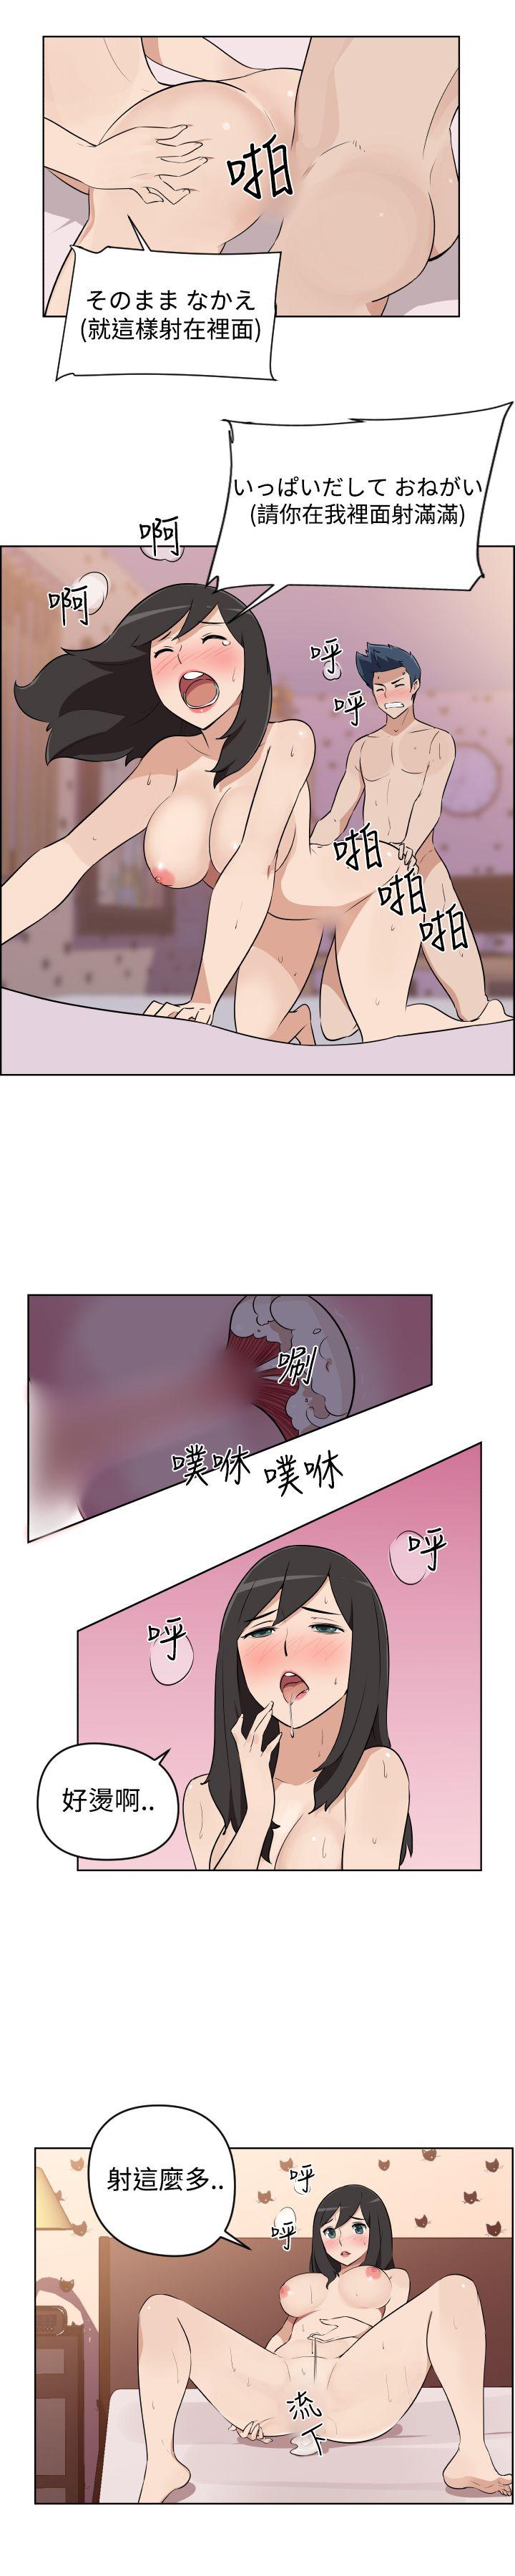 啪
そのまま なかえ
(就這樣射在裡面)
いっぱいだして おねがい
(請你在我裡面射滿滿)
啊
啊
呼
呼
啪
啪
啪
唰
噗咻 噗咻
呼
呼
好燙啊..
射這麼多..
呼
呼
流
下